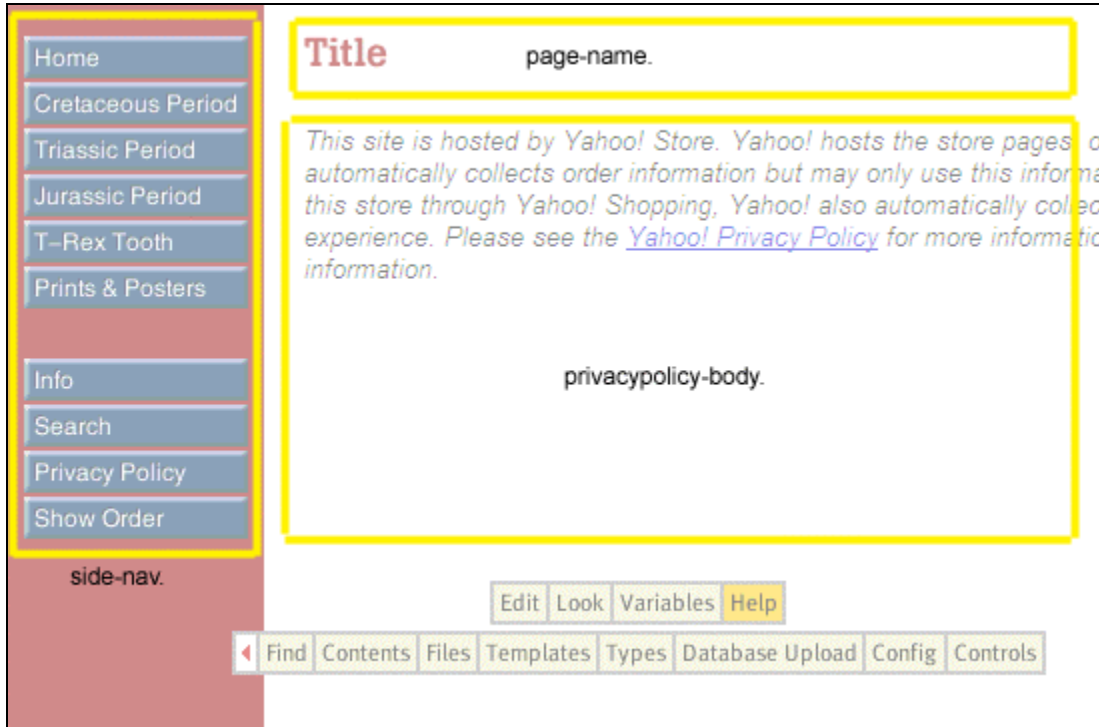 Home
Cretaceous Period
Triassic Period
Jurassic Period
T-Rex Tooth
Prints & Posters
Info
Search
Privacy Policy
Show Order
side-nav.
Title
page-name.
This site is hosted by Yahoo! Store. Yahoo! hosts the store pages,
automatically collects order information but may only use this
this store through Yahoo! Shopping, Yahoo! also automatically
experience. Please see the Yahoo! Privacy Policy for more
information.
privacypolicy-body.
Edit Look Variables Help
Find Contents Files Templates Types Database Upload Config Controls